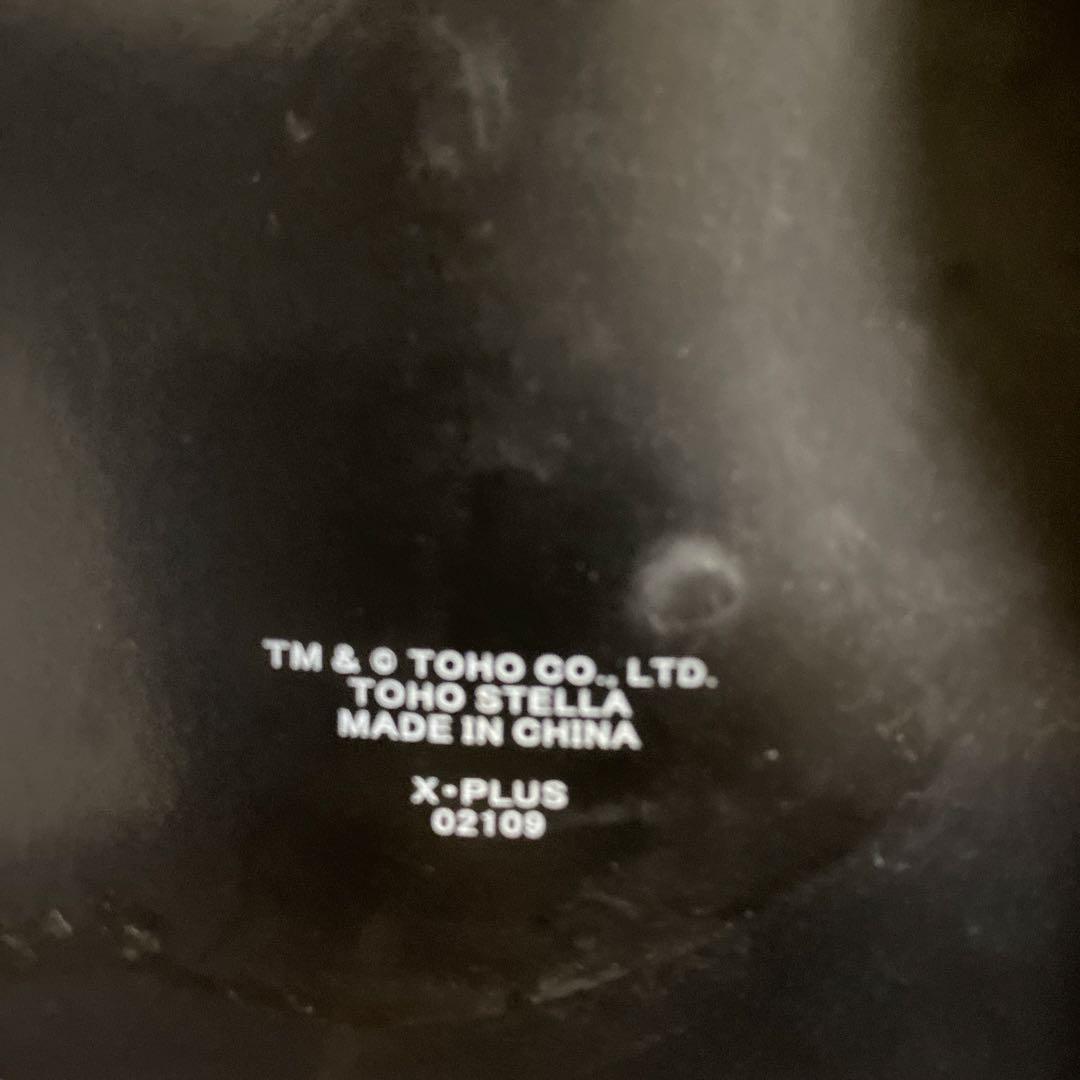 TM & © TOHO CO., LTD.
TOHO STELLA
MADE IN CHINA
X-PLUS
02109